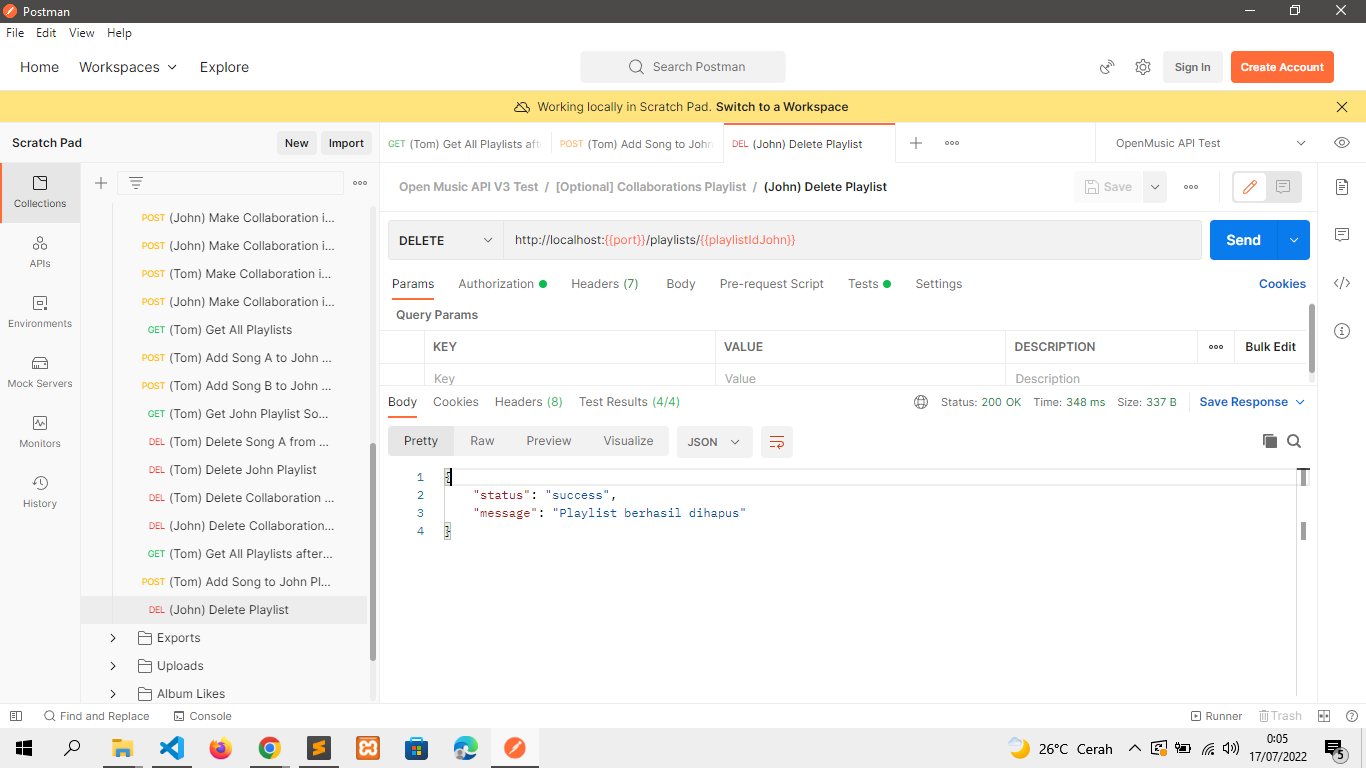 Postman
File Edit View Help
Home Workspaces Explore
Search Postman
Sign In
Create Account
Working locally in Scratch Pad. Switch to a Workspace
Scratch Pad
New
Import
GET (Tom) Get All Playlists aft
POST (Tom) Add Song to John
DEL (John) Delete Playlist
OpenMusic API Test
Collections
APIs
Environments
Mock Servers
Monitors
History
POST (John) Make Collaboration i...
POST (John) Make Collaboration i...
POST (Tom) Make Collaboration i...
POST (John) Make Collaboration i...
GET (Tom) Get All Playlists
POST (Tom) Add Song A to John ...
POST (Tom) Add Song B to John ...
GET (Tom) Get John Playlist So...
DEL (Tom) Delete Song A from ...
DEL (Tom) Delete John Playlist
DEL (Tom) Delete Collaboration ...
DEL (John) Delete Collaboration...
GET (Tom) Get All Playlists after...
POST (Tom) Add Song to John Pl...
DEL (John) Delete Playlist
Exports
Uploads
Album Likes
Open Music API V3 Test / [Optional] Collaborations Playlist / (John) Delete Playlist
Save
DELETE
http://localhost:{{port}}/playlists/{{playlistIdJohn}}
Send
Params Authorization Headers (7) Body Pre-request Script Tests Settings
Cookies
Query Params
KEY VALUE DESCRIPTION
Bulk Edit
Key Value Description
Body Cookies Headers (8) Test Results (4/4)
Status: 200 OK Time: 348 ms Size: 337 B
Save Response
Pretty Raw Preview Visualize JSON
1 {
2 "status": "success",
3 "message": "Playlist berhasil dihapus"
4 }
Find and Replace Console
Runner Trash
26°C Cerah
0:05
17/07/2022
5